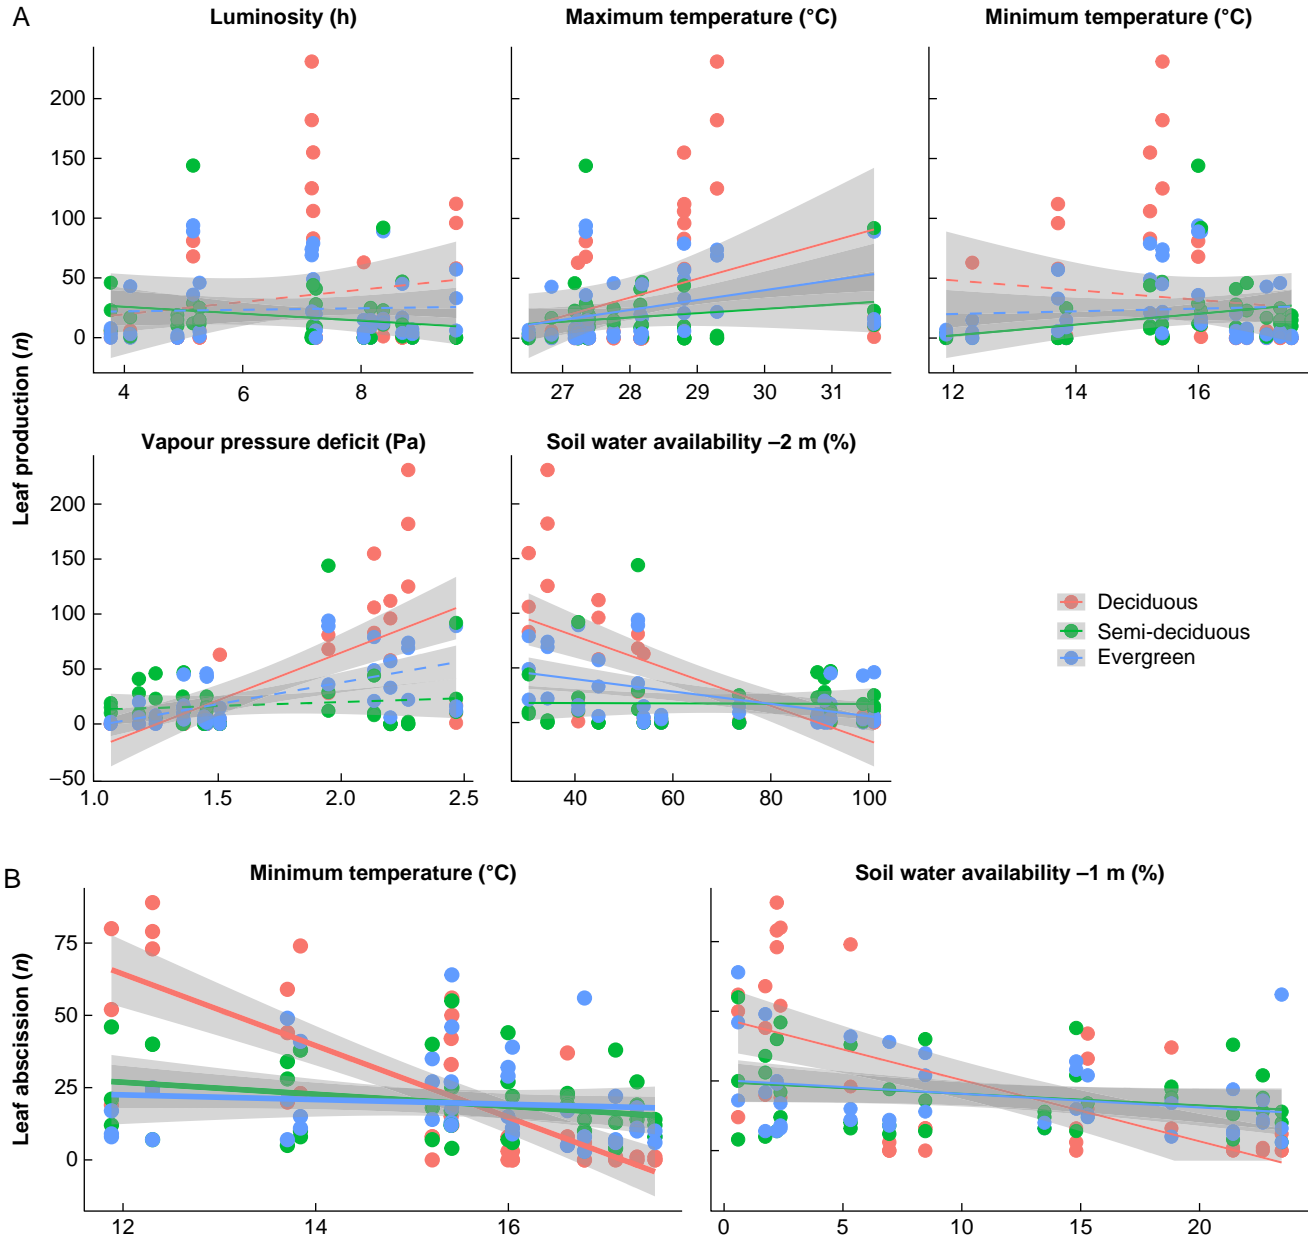 A
Luminosity (h)
Maximum temperature (°C)
Minimum temperature (°C)
Leaf production (n)
200
150
100
50
0
4 6 8
27 28 29 30 31
12 14 16
Vapour pressure deficit (Pa)
Soil water availability –2 m (%)
200
150
100
50
0
–50
1.0 1.5 2.0 2.5
40 60 80 100
Deciduous
Semi-deciduous
Evergreen
B
Minimum temperature (°C)
Soil water availability –1 m (%)
Leaf abscission (n)
75
50
25
0
12 14 16
0 5 10 15 20